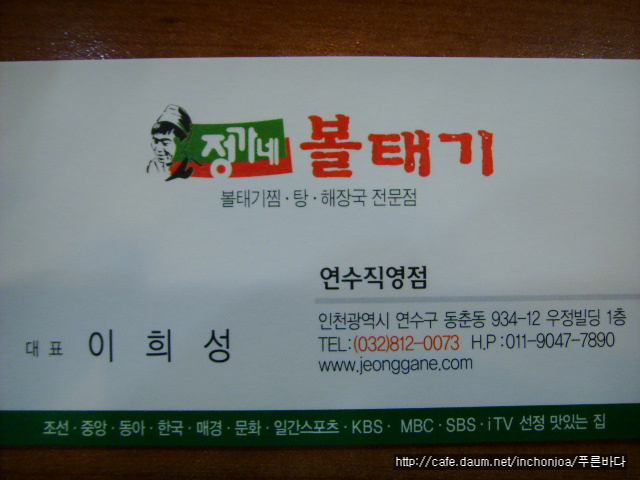 정가네 볼태기
볼태기찜·탕·해장국 전문점
연수직영점
대표 이희성
인천광역시 연수구 동춘동 934-12 우정빌딩 1층
TEL:(032)812-0073 H.P:011-9047-7890
www.jeonggane.com
조선·중앙·동아·한국·매경·문화·일간스포츠·KBS· MBC·SBS·iTV 선정 맛있는 집
http://cafe.daum.net/inchonjoa/푸른바다